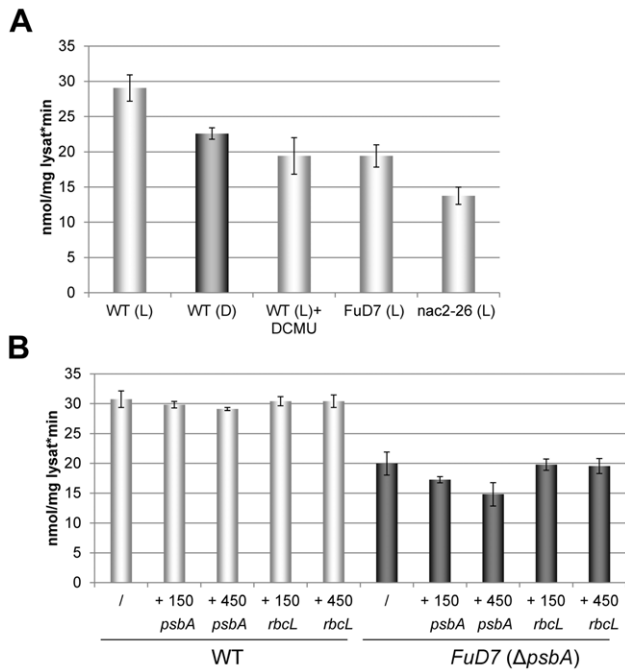 A
nmol/mg lysat*min
35
30
25
20
15
10
5
0
WT (L) WT (D) WT (L)+ FuD7 (L) nac2-26 (L)
DCMU
B
nmol/mg lysat*min
35
30
25
20
15
10
5
0
/ + 150 + 450 + 150 + 450 / + 150 + 450 + 150 + 450
psbA psbA rbcL rbcL psbA psbA rbcL rbcL
WT FuD7 (ΔpsbA)